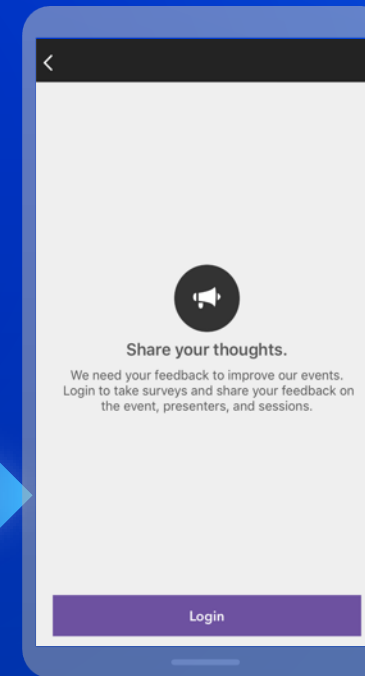 Share your thoughts.
We need your feedback to improve our events.
Login to take surveys and share your feedback on
the event, presenters, and sessions.
Login